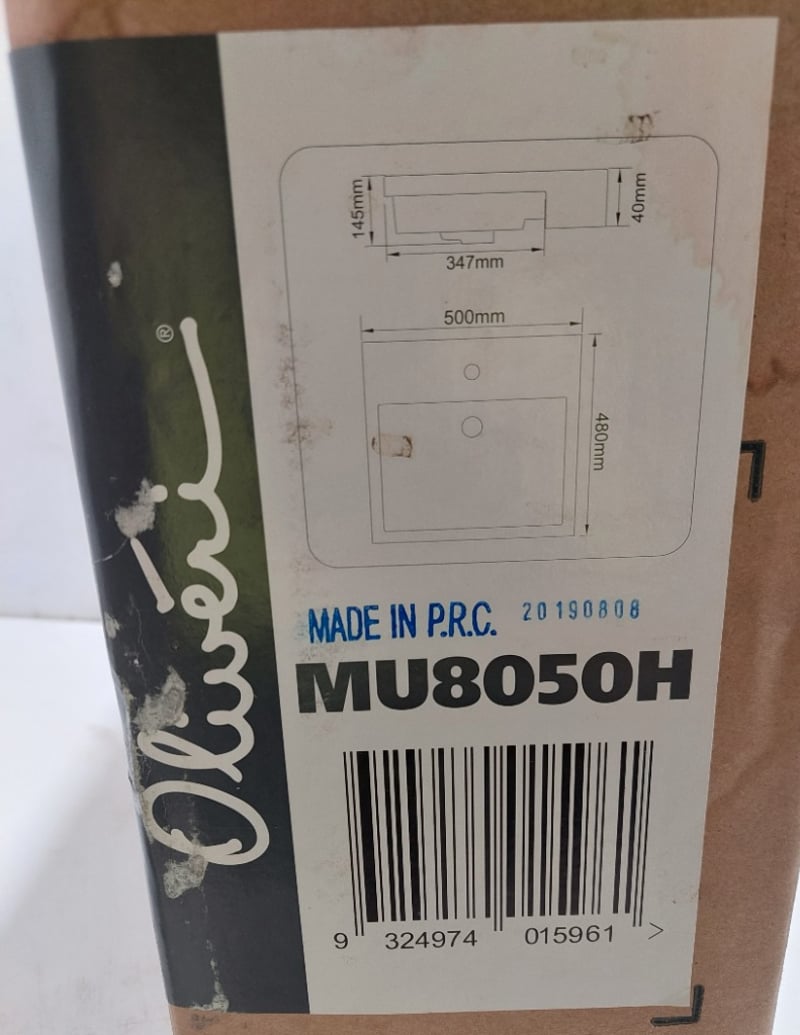 Oliveri®
145mm
40mm
347mm
500mm
480mm
MADE IN P.R.C. 20190808
MU8050H
9 324974 015961 >